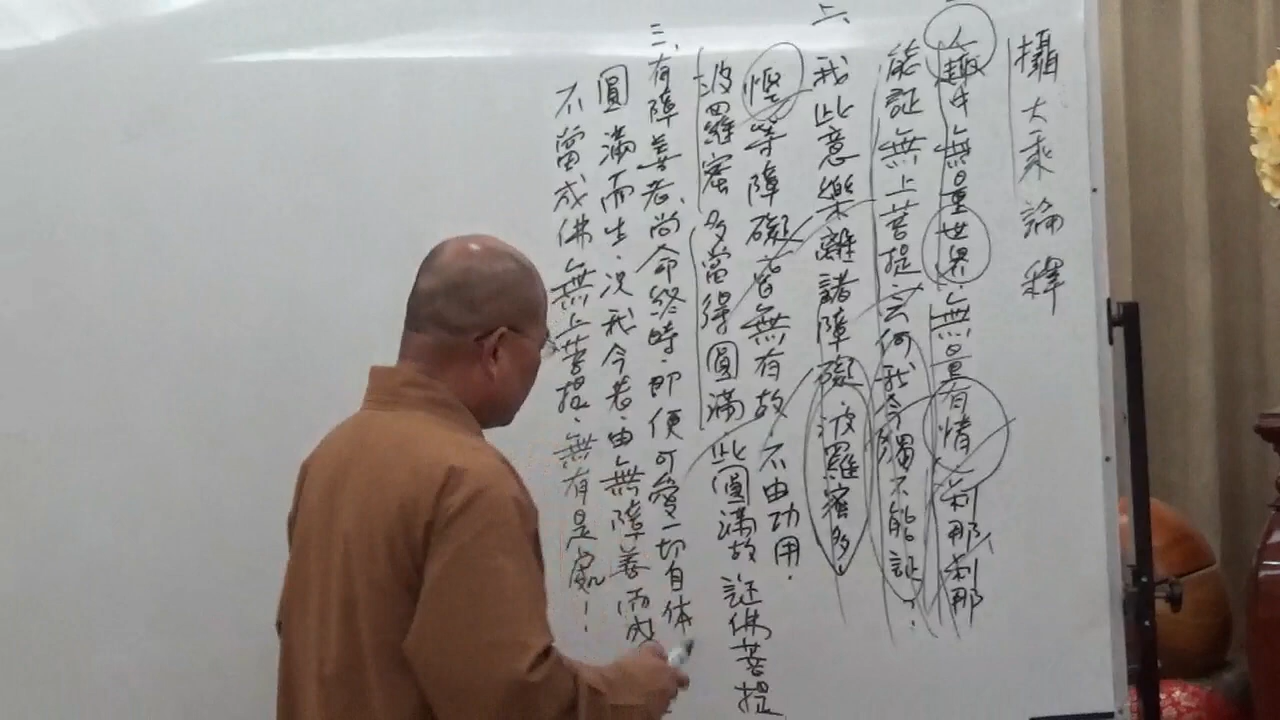 攝大乘論釋
人趣中無量世界．無量有情 剎那剎那
能証無上菩提云何我今獨不能証！
二、我此意樂離諸障礙．波羅蜜多。
慳等障礙皆無有故．不由功用．
波羅蜜多當得圓滿此圓滿故証佛菩提
三、有障善者．尚命終時．即便可愛一切自体
圓滿而生．况我今者．由無障善而
不當成佛無上菩提．無有是處！